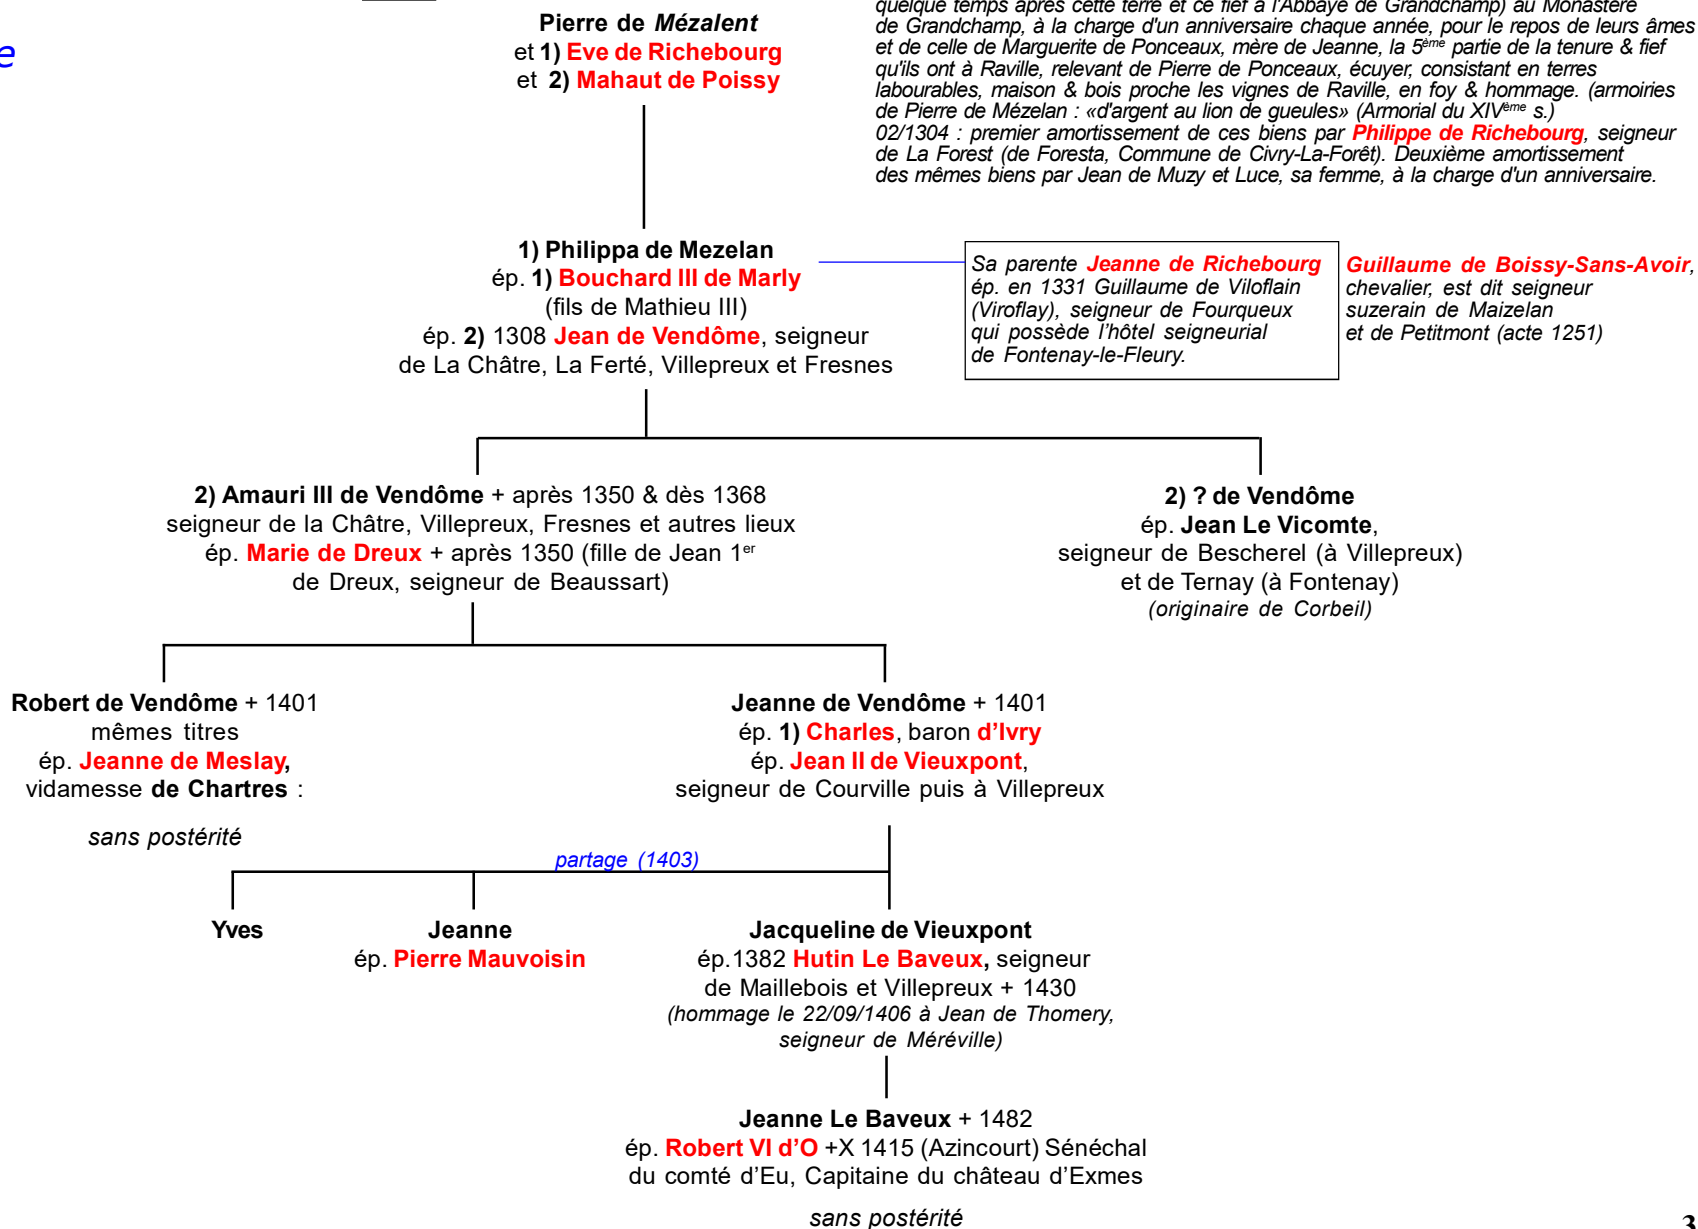 e
Pierre de Mézalent
et 1) Eve de Richebourg
et 2) Mahaut de Poissy
quelque temps après cette terre et ce fief à l'Abbaye de Grandchamp) au Monastère
de Grandchamp, à la charge d'un anniversaire chaque année, pour le repos de leurs âmes
et de celle de Marguerite de Ponceaux, mère de Jeanne, la 5ème partie de la tenure & fief
qu'ils ont à Raville, relevant de Pierre de Ponceaux, écuyer, consistant en terres
labourables, maison & bois proche les vignes de Raville, en foy & hommage. (armoiries
de Pierre de Mézelan : «d'argent au lion de gueules» (Armorial du XIVème s.)
02/1304 : premier amortissement de ces biens par Philippe de Richebourg, seigneur
de La Forest (de Foresta, Commune de Civry-La-Forêt). Deuxième amortissement
des mêmes biens par Jean de Muzy et Luce, sa femme, à la charge d'un anniversaire.
1) Philippa de Mezelan
ép. 1) Bouchard III de Marly
(fils de Mathieu III)
ép. 2) 1308 Jean de Vendôme, seigneur
de La Châtre, La Ferté, Villepreux et Fresnes
Sa parente Jeanne de Richebourg
ép. en 1331 Guillaume de Viloflain
(Viroflay), seigneur de Fourqueux
qui possède l’hôtel seigneurial
de Fontenay-le-Fleury.
Guillaume de Boissy-Sans-Avoir,
chevalier, est dit seigneur
suzerain de Maizelan
et de Petitmont (acte 1251)
2) Amauri III de Vendôme + après 1350 & dès 1368
seigneur de la Châtre, Villepreux, Fresnes et autres lieux
ép. Marie de Dreux + après 1350 (fille de Jean 1er
de Dreux, seigneur de Beaussart)
2) ? de Vendôme
ép. Jean Le Vicomte,
seigneur de Bescherel (à Villepreux)
et de Ternay (à Fontenay)
(originaire de Corbeil)
Robert de Vendôme + 1401
mêmes titres
ép. Jeanne de Meslay,
vidamesse de Chartres :
sans postérité
Jeanne de Vendôme + 1401
ép. 1) Charles, baron d’Ivry
ép. Jean II de Vieuxpont,
seigneur de Courville puis à Villepreux
partage (1403)
Yves
Jeanne
ép. Pierre Mauvoisin
Jacqueline de Vieuxpont
ép.1382 Hutin Le Baveux, seigneur
de Maillebois et Villepreux + 1430
(hommage le 22/09/1406 à Jean de Thomery,
seigneur de Méréville)
Jeanne Le Baveux + 1482
ép. Robert VI d’O +X 1415 (Azincourt) Sénéchal
du comté d’Eu, Capitaine du château d’Exmes
sans postérité
3